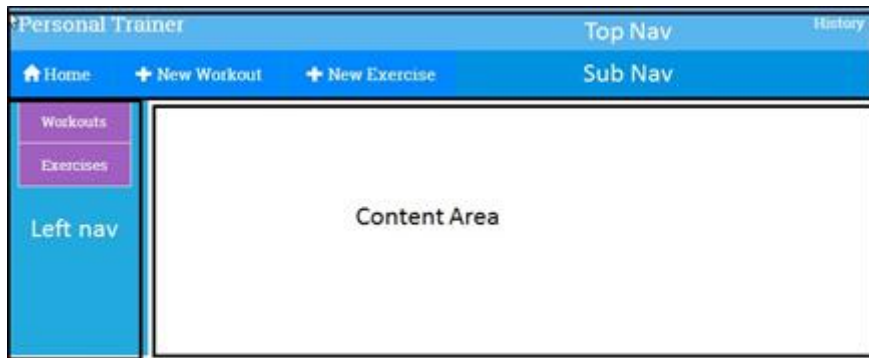 Personal Trainer
Top Nav
History
Home
New Workout
New Exercise
Sub Nav
Workouts
Exercises
Left nav
Content Area